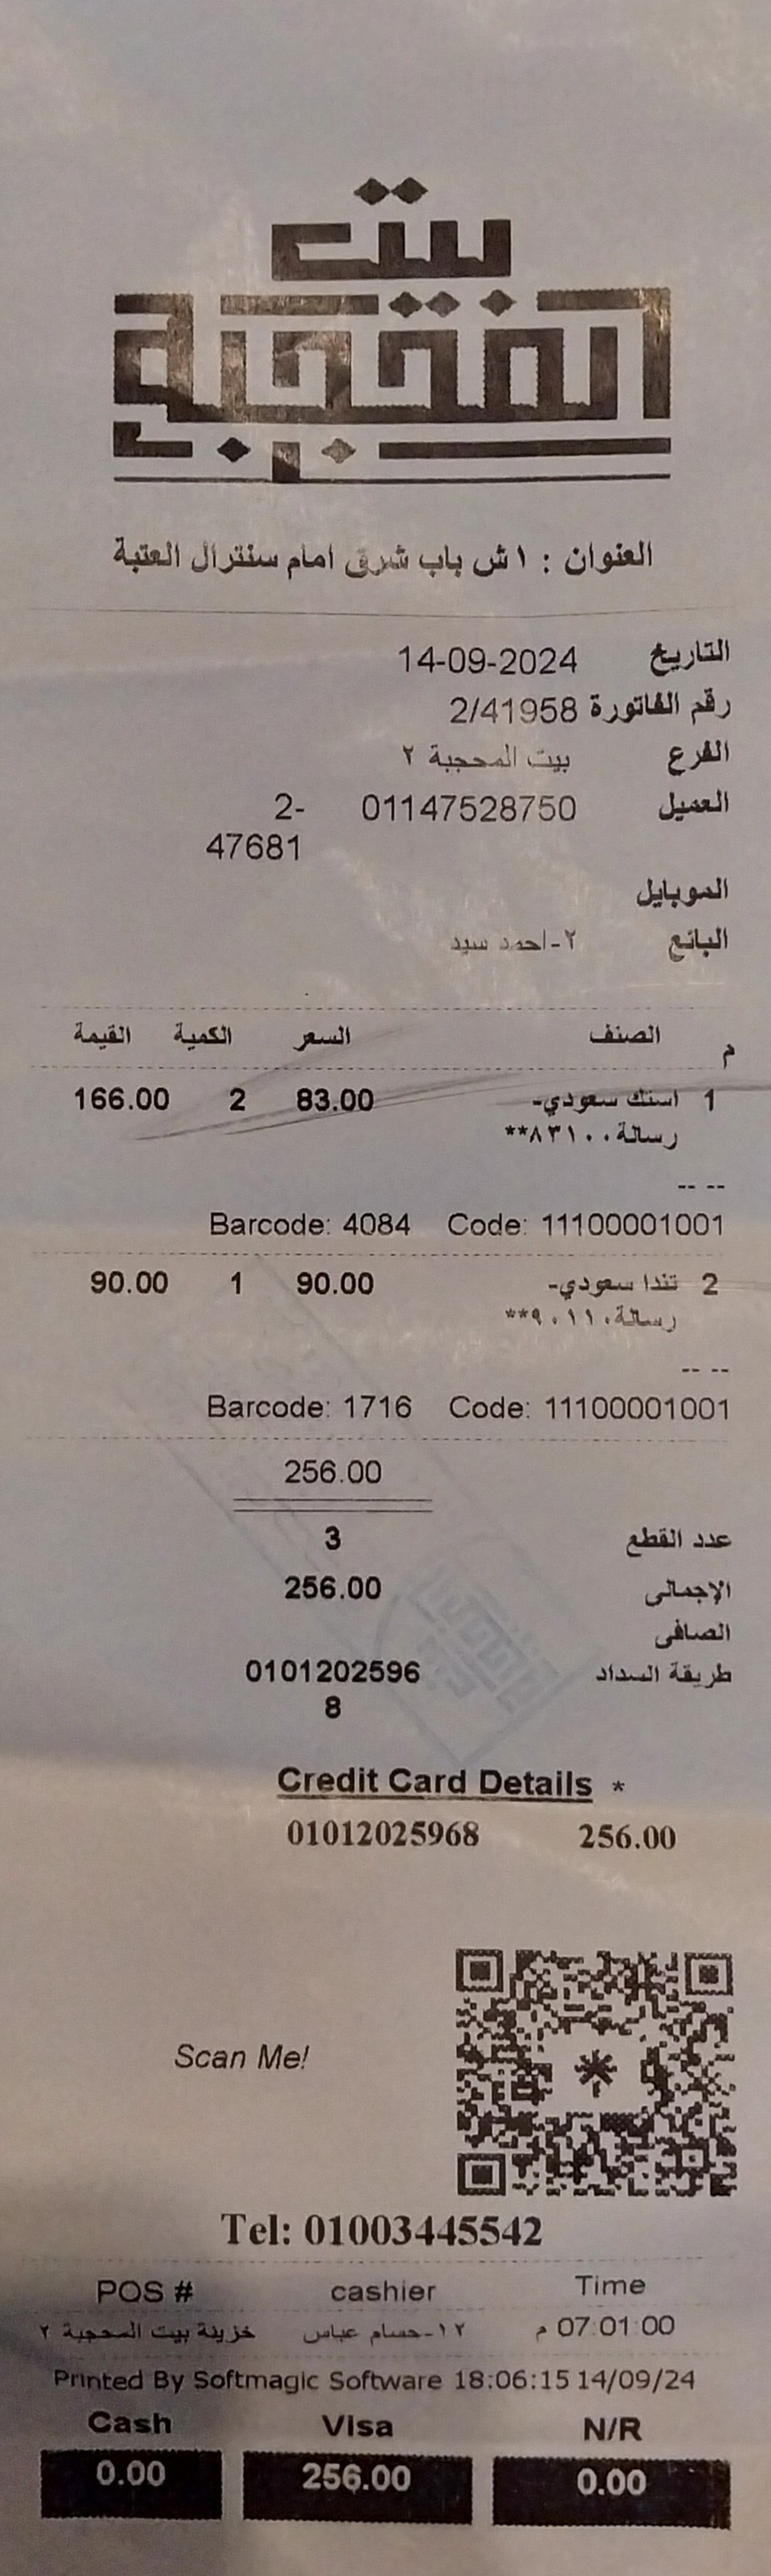 بيت
المحجبة
العنوان : ١ ش باب شرق امام سنترال العتبة
التاريخ 14-09-2024
رقم الفاتورة 2/41958
الفرع بيت المحجبة ٢
العميل 01147528750 2-
47681
الموبايل
البائع ٢-احمد سيد
م الصنف السعر الكمية القيمة
1 استك سعودي- 83.00 2 166.00
رسالة٨٣١٠٠**
-- --
Barcode: 4084 Code: 11100001001
2 تندا سعودي- 90.00 1 90.00
رسالة٩٠١١٠**
-- --
Barcode: 1716 Code: 11100001001
256.00
عدد القطع 3
الإجمالى 256.00
الصافى
طريقة السداد 0101202596
8
Credit Card Details *
01012025968 256.00
Scan Me!
Tel: 01003445542
POS # cashier Time
خزينة بيت المحجبة ٢ ١٢-حسام عباس 07:01:00 م
Printed By Softmagic Software 18:06:15 14/09/24
Cash Visa N/R
0.00 256.00 0.00